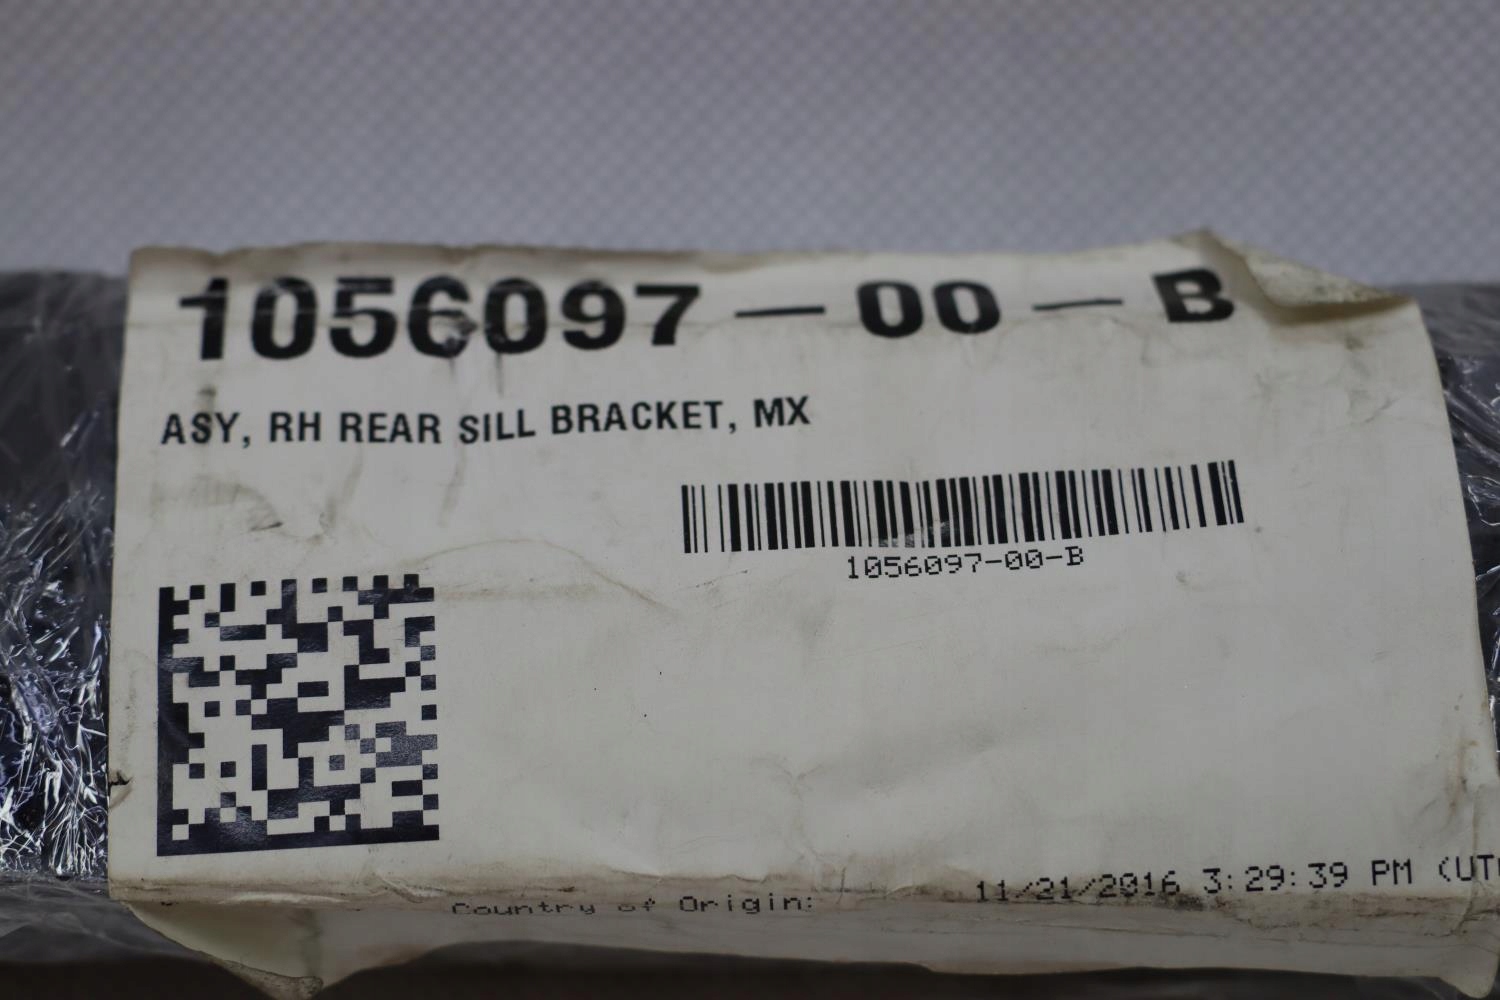 1056097-00-B
ASY, RH REAR SILL BRACKET, MX
1056097-00-B
11/21/2016 3:29:39 PM (UT
Country of Origin: